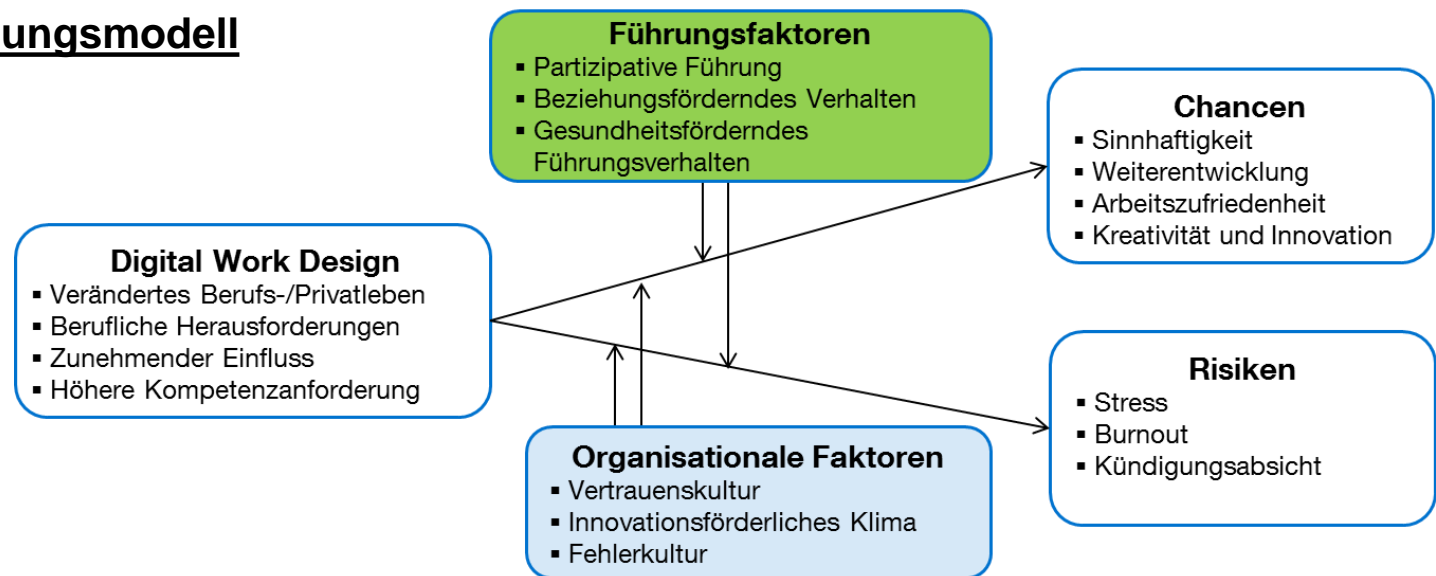 ungsmodell
Führungsfaktoren
▪ Partizipative Führung
▪ Beziehungsförderndes Verhalten
▪ Gesundheitsförderndes
Führungsverhalten
Chancen
▪ Sinnhaftigkeit
▪ Weiterentwicklung
▪ Arbeitszufriedenheit
▪ Kreativität und Innovation
Digital Work Design
▪ Verändertes Berufs-/Privatleben
▪ Berufliche Herausforderungen
▪ Zunehmender Einfluss
▪ Höhere Kompetenzanforderung
Risiken
▪ Stress
▪ Burnout
▪ Kündigungsabsicht
Organisationale Faktoren
▪ Vertrauenskultur
▪ Innovationsförderliches Klima
▪ Fehlerkultur